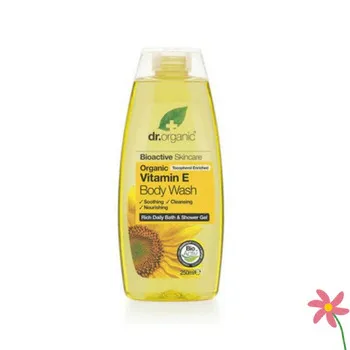 dr.organic
Bioactive Skincare
Organic Tocopherol Enriched
Vitamin E
Body Wash
✓Soothing ✓Cleansing
✓Nourishing
Rich Daily Bath & Shower Gel
Bio
250ml e